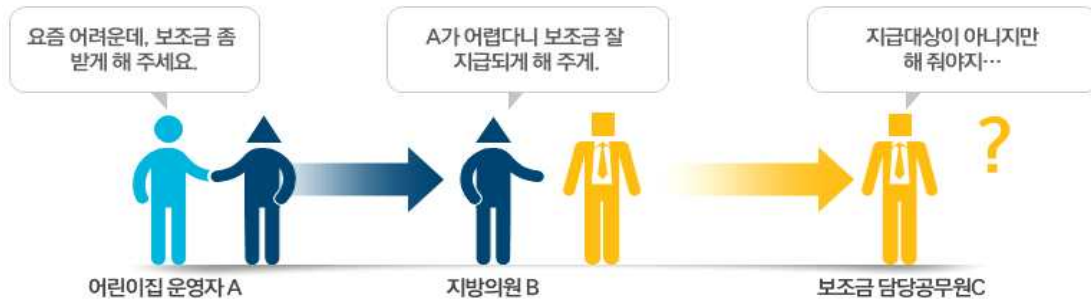 요즘 어려운데, 보조금 좀
받게 해 주세요.
A가 어렵다니 보조금 잘
지급되게 해 주게.
지급대상이 아니지만
해 줘야지…
?
어린이집 운영자 A
지방의원 B
보조금 담당공무원C